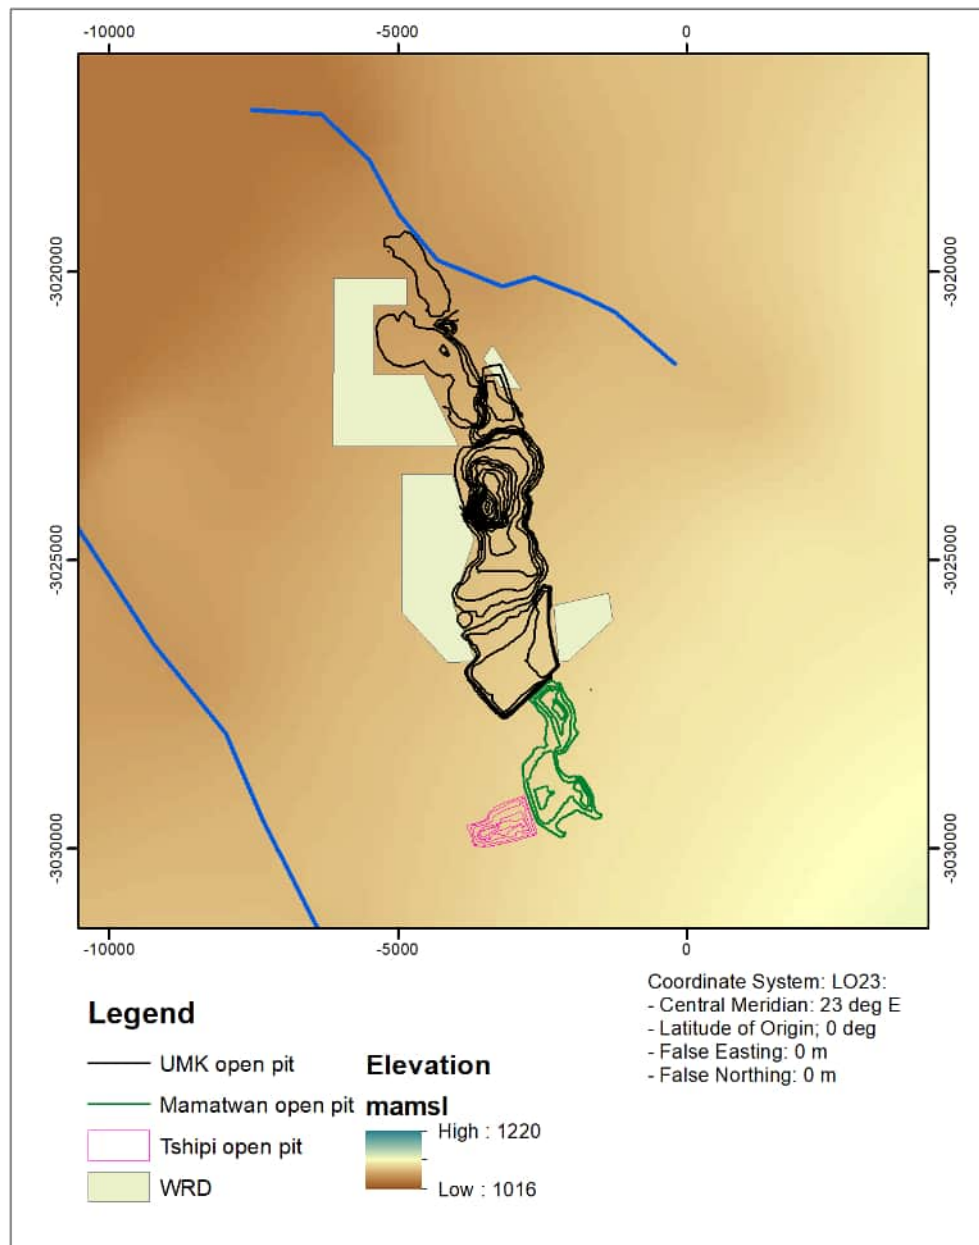 -10000 -5000 0
-3020000 -3020000
-3025000 -3025000
-3030000 -3030000
-10000 -5000 0
Coordinate System: LO23:
- Central Meridian: 23 deg E
- Latitude of Origin; 0 deg
- False Easting: 0 m
- False Northing: 0 m
Legend
UMK open pit
Mamatwan open pit
Tshipi open pit
WRD
Elevation
mamsl
High : 1220
Low : 1016